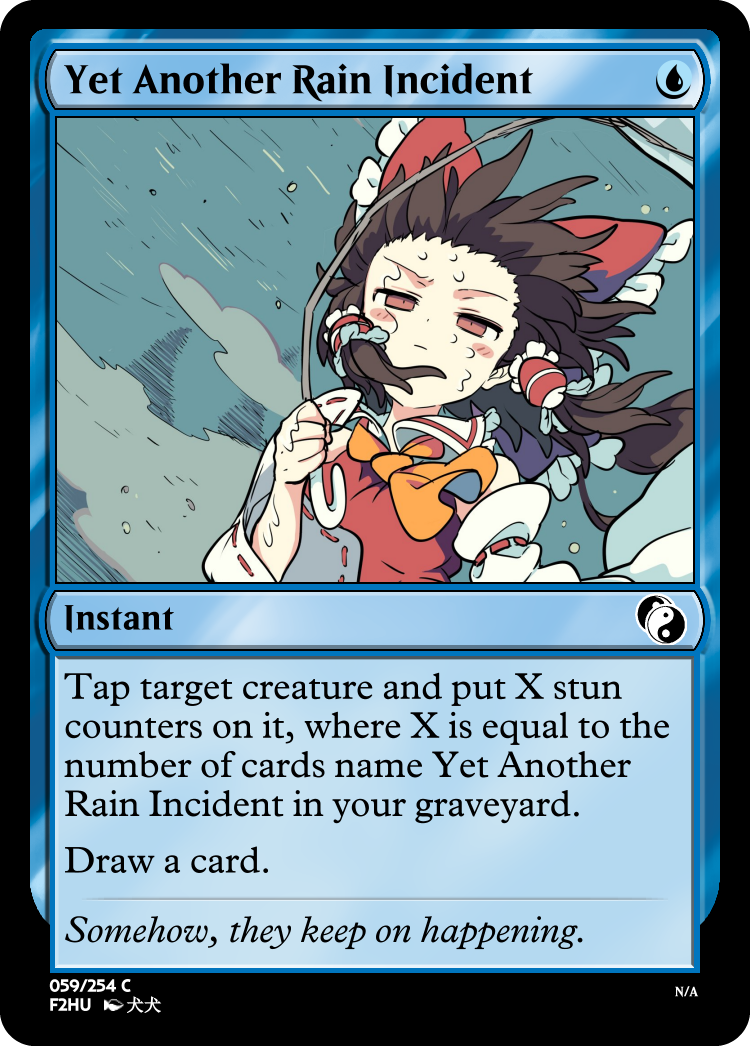 Yet Another Rain Incident
Instant
Tap target creature and put X stun
counters on it, where X is equal to the
number of cards name Yet Another
Rain Incident in your graveyard.
Draw a card.
Somehow, they keep on happening.
059/254 C
F2HU 犬犬
N/A